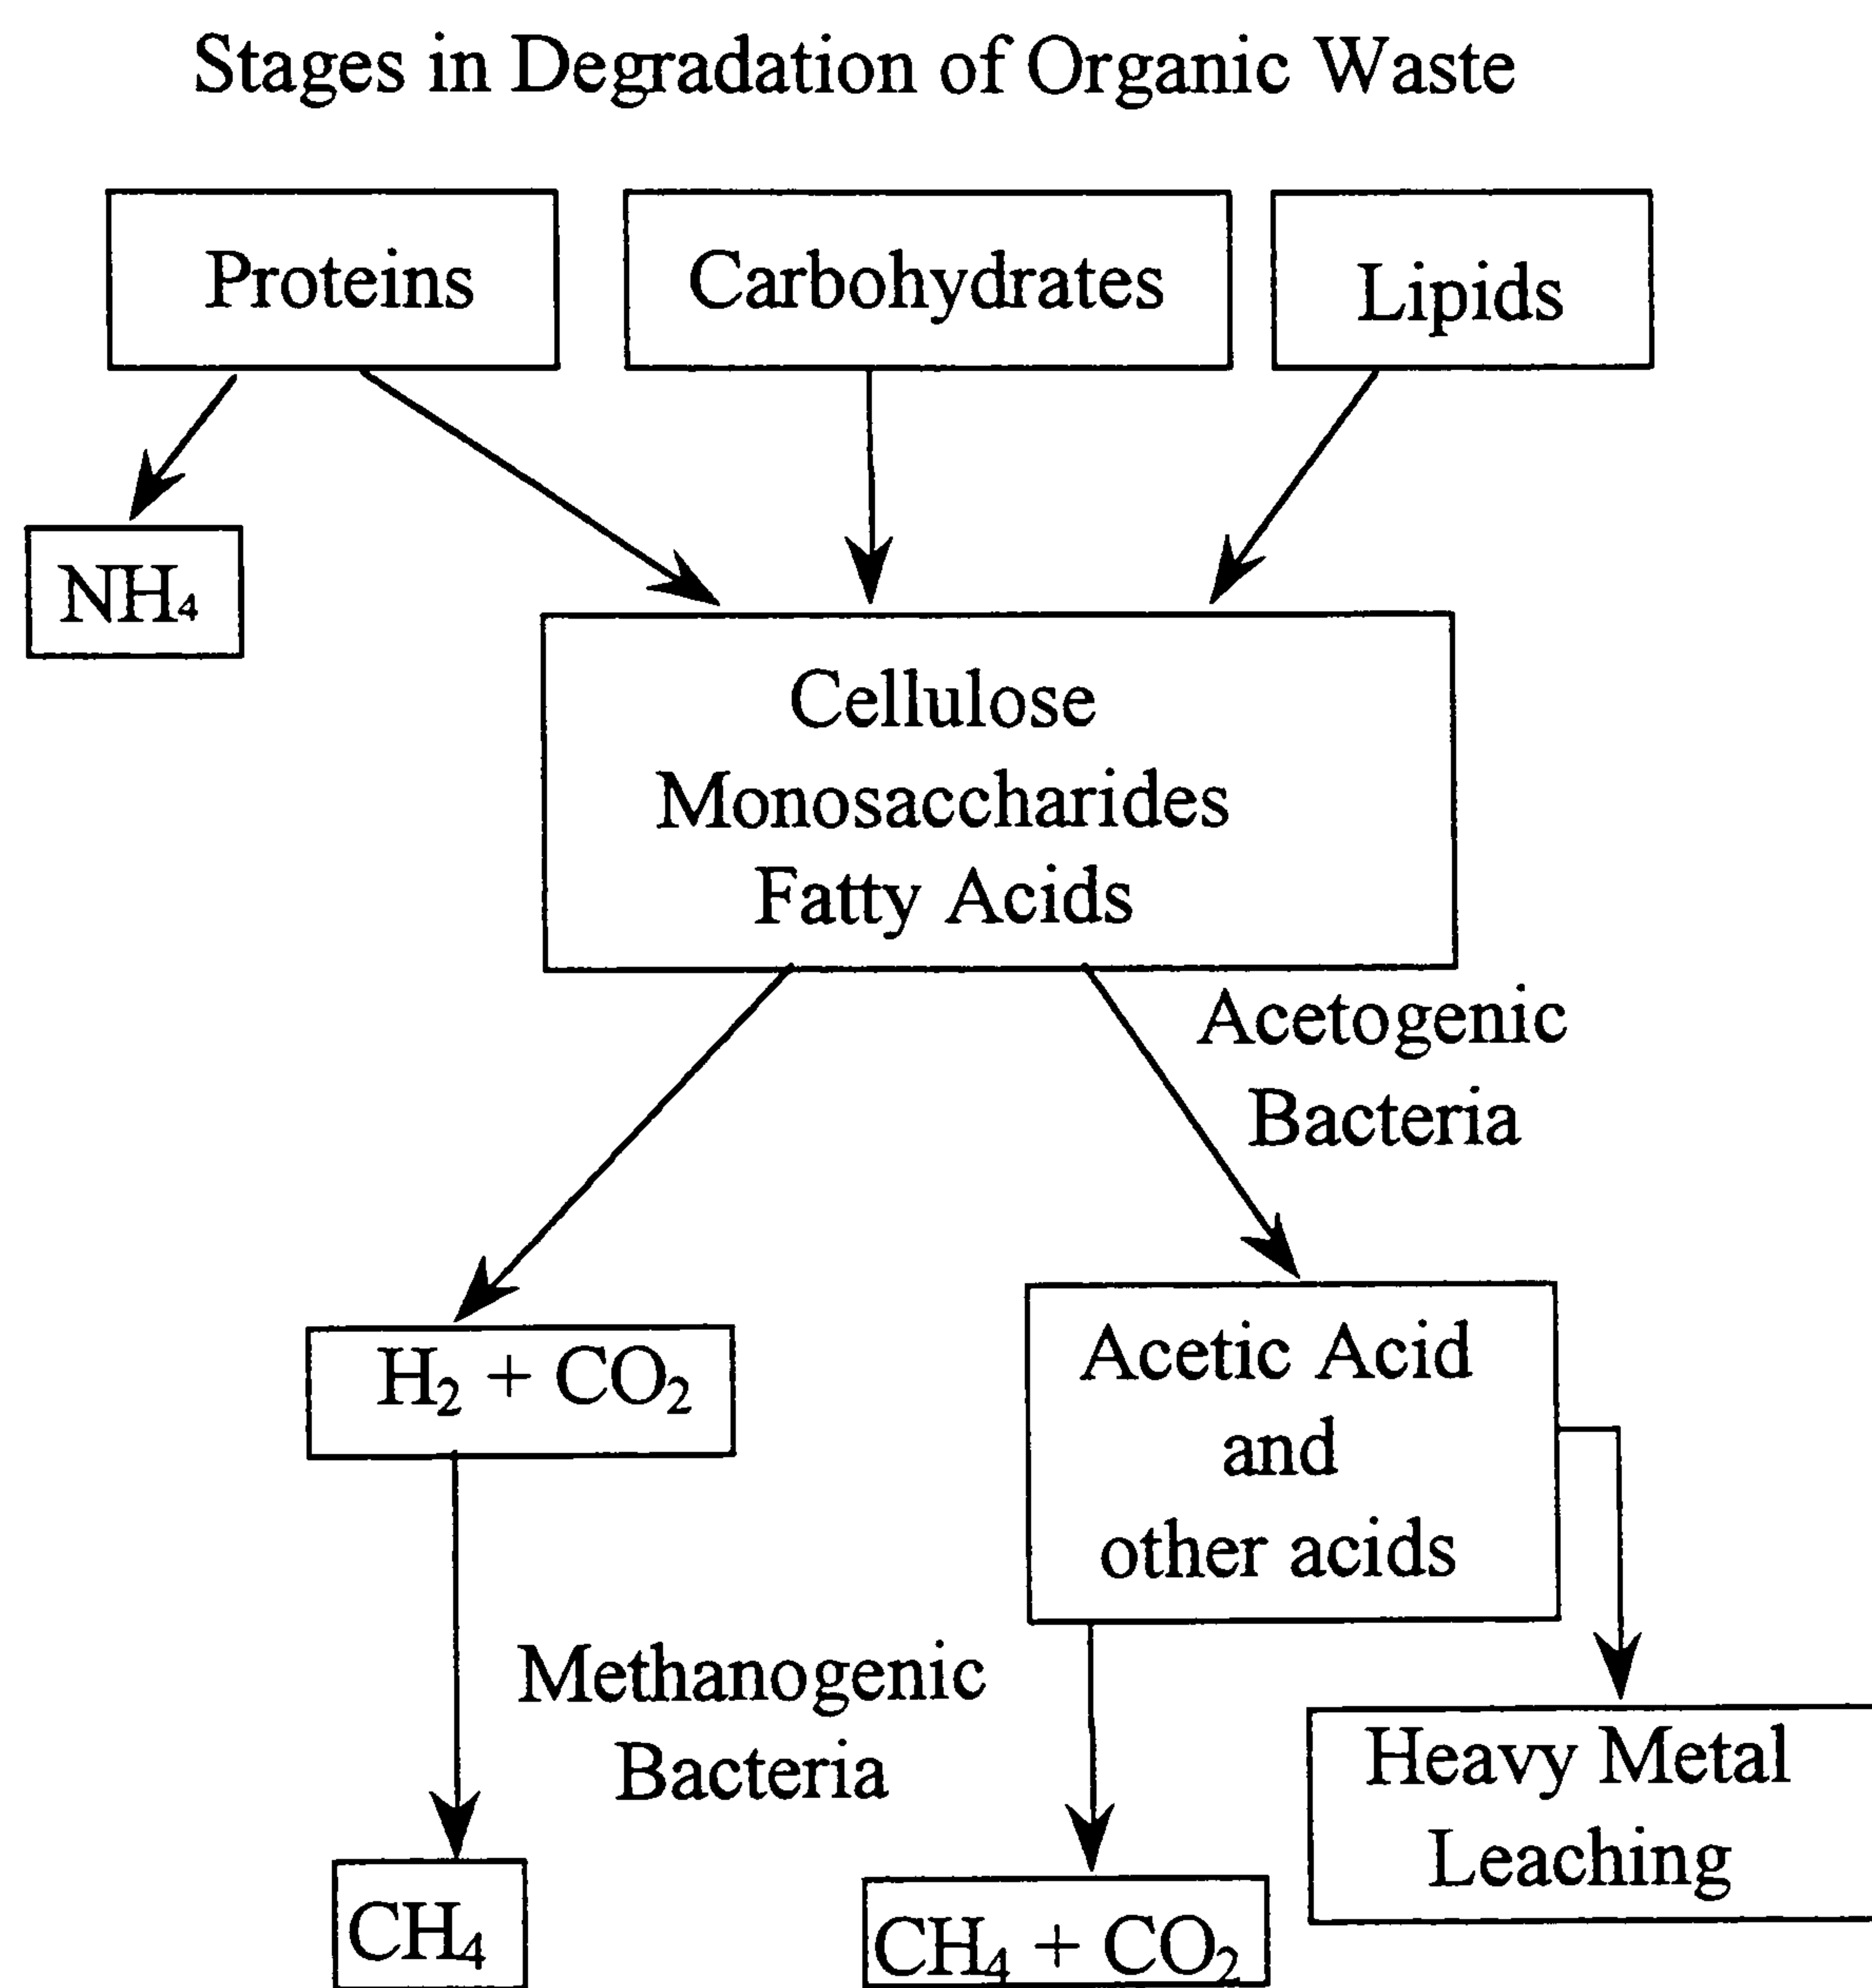 Stages in Degradation of Organic Waste
Proteins
Carbohydrates
Lipids
NH₄
Cellulose
Monosaccharides
Fatty Acids
Acetogenic
Bacteria
H₂ + CO₂
Acetic Acid
and
other acids
Methanogenic
Bacteria
Heavy Metal
Leaching
CH₄
CH₄ + CO₂